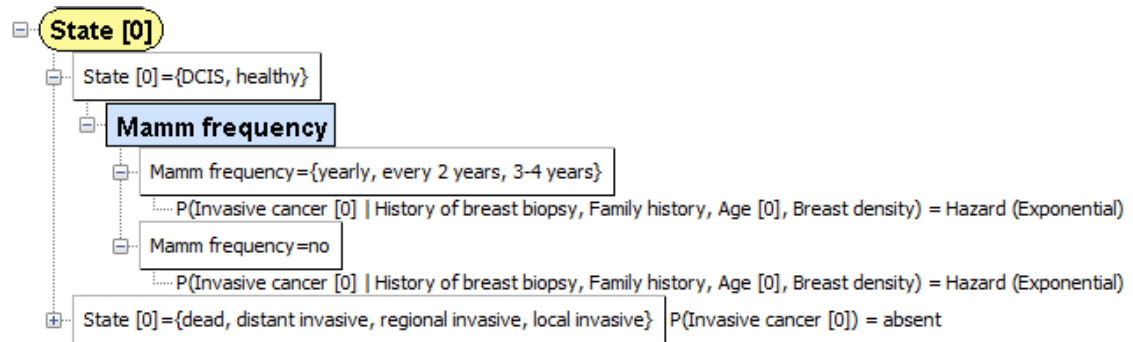 State [0]
State [0]={DCIS, healthy}
Mamm frequency
Mamm frequency={yearly, every 2 years, 3-4 years}
P(Invasive cancer [0] | History of breast biopsy, Family history, Age [0], Breast density) = Hazard (Exponential)
Mamm frequency=no
P(Invasive cancer [0] | History of breast biopsy, Family history, Age [0], Breast density) = Hazard (Exponential)
State [0]={dead, distant invasive, regional invasive, local invasive} P(Invasive cancer [0]) = absent